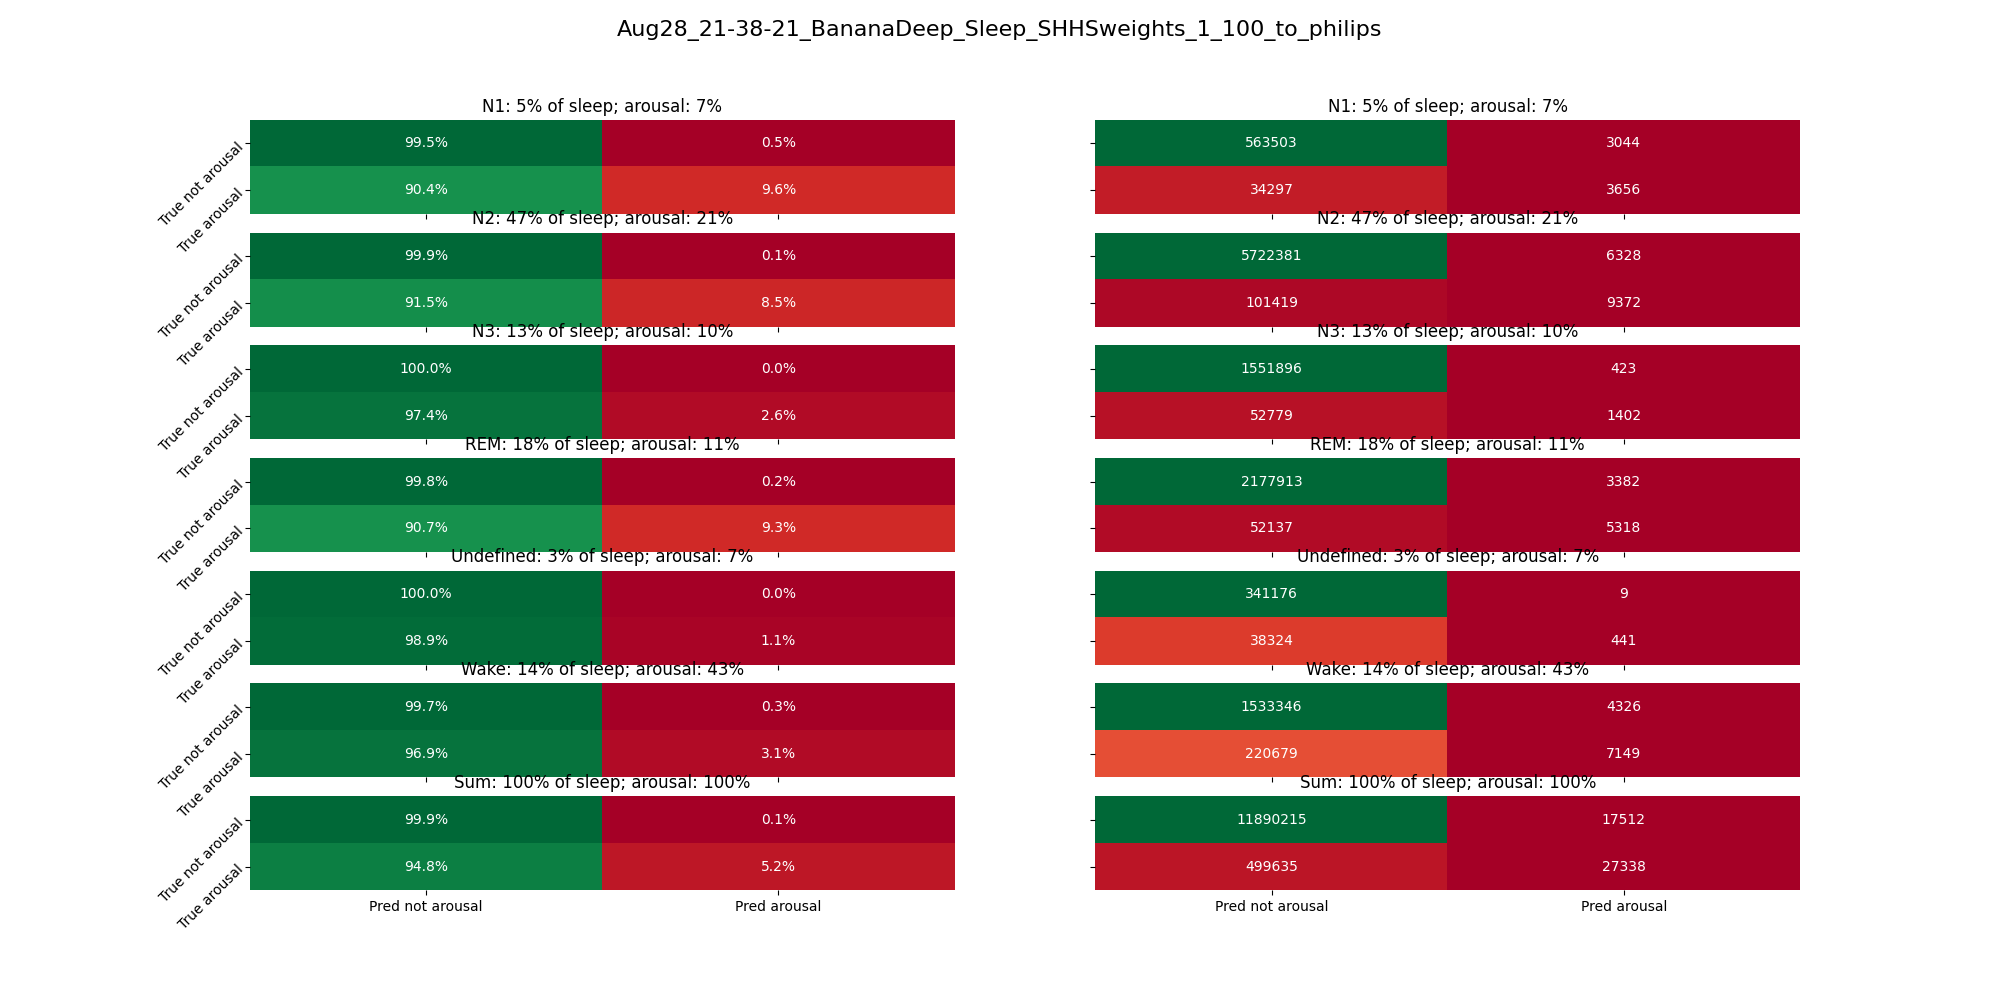 Aug28_21-38-21_BananaDeep_Sleep_SHHSweights_1_100_to_philips
N1: 5% of sleep; arousal: 7%
True not arousal 99.5% 0.5%
True arousal 90.4% 9.6%
N2: 47% of sleep; arousal: 21%
True not arousal 99.9% 0.1%
True arousal 91.5% 8.5%
N3: 13% of sleep; arousal: 10%
True not arousal 100.0% 0.0%
True arousal 97.4% 2.6%
REM: 18% of sleep; arousal: 11%
True not arousal 99.8% 0.2%
True arousal 90.7% 9.3%
Undefined: 3% of sleep; arousal: 7%
True not arousal 100.0% 0.0%
True arousal 98.9% 1.1%
Wake: 14% of sleep; arousal: 43%
True not arousal 99.7% 0.3%
True arousal 96.9% 3.1%
Sum: 100% of sleep; arousal: 100%
True not arousal 99.9% 0.1%
True arousal 94.8% 5.2%
Pred not arousal Pred arousal
N1: 5% of sleep; arousal: 7%
563503 3044
34297 3656
N2: 47% of sleep; arousal: 21%
5722381 6328
101419 9372
N3: 13% of sleep; arousal: 10%
1551896 423
52779 1402
REM: 18% of sleep; arousal: 11%
2177913 3382
52137 5318
Undefined: 3% of sleep; arousal: 7%
341176 9
38324 441
Wake: 14% of sleep; arousal: 43%
1533346 4326
220679 7149
Sum: 100% of sleep; arousal: 100%
11890215 17512
499635 27338
Pred not arousal Pred arousal